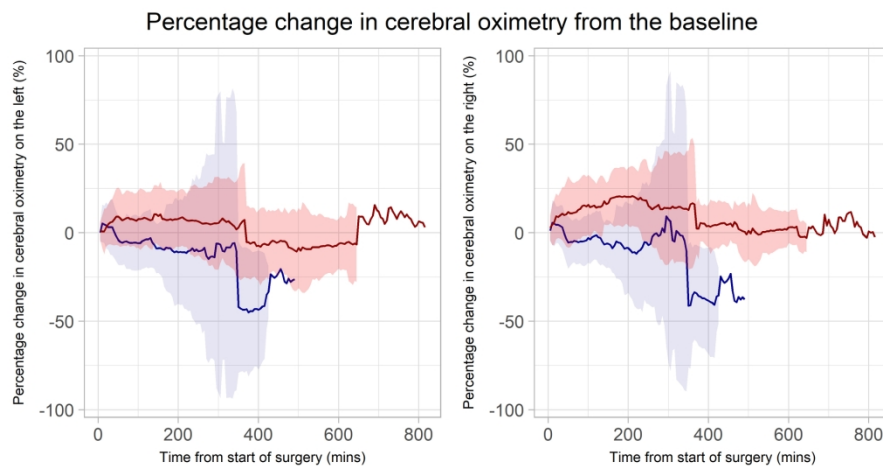 Percentage change in cerebral oximetry from the baseline
Percentage change in cerebral oximetry on the left (%)
100
50
0
-50
-100
0 200 400 600 800
Time from start of surgery (mins)
Percentage change in cerebral oximetry on the right (%)
100
50
0
-50
-100
0 200 400 600 800
Time from start of surgery (mins)